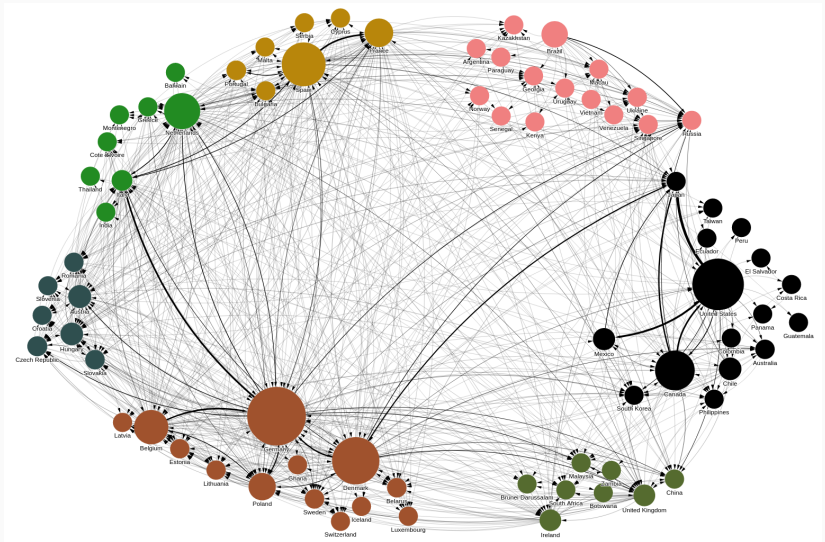 Serbia
Cyprus
France
Malta
Spain
Portugal
Bulgaria
Kazakhstan
Brazil
Argentina
Paraguay
Georgia
Uruguay
Vietnam
Ukraine
Norway
Senegal
Kenya
Venezuela
Singapore
Russia
Bahrain
Greece
Montenegro
Netherlands
Thailand
India
Taiwan
Ecuador
Peru
El Salvador
United States
Costa Rica
Panama
Guatemala
Colombia
Australia
Mexico
Chile
Canada
South Korea
Philippines
Romania
Slovenia
Austria
Croatia
Hungary
Czech Republic
Slovakia
Latvia
Belgium
Estonia
Germany
Ghana
Lithuania
Poland
Denmark
Belarus
Sweden
Iceland
Switzerland
Luxembourg
Malaysia
Zambia
China
Brunei Darussalam
South Africa
Botswana
United Kingdom
Ireland